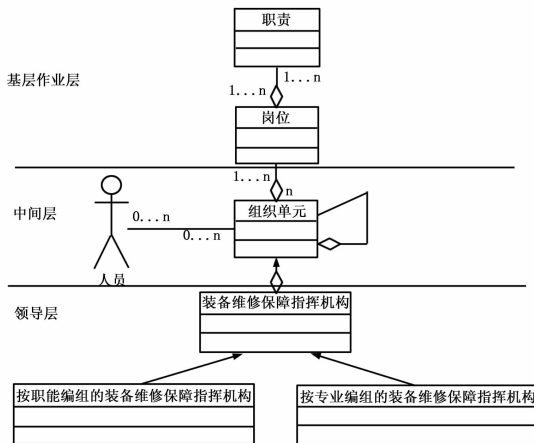 职责
基层作业层
1...n
1...n
岗位
1...n
n
中间层
0...n
0...n
组织单元
人员
领导层
装备维修保障指挥机构
按职能编组的装备维修保障指挥机构
按专业编组的装备维修保障指挥机构